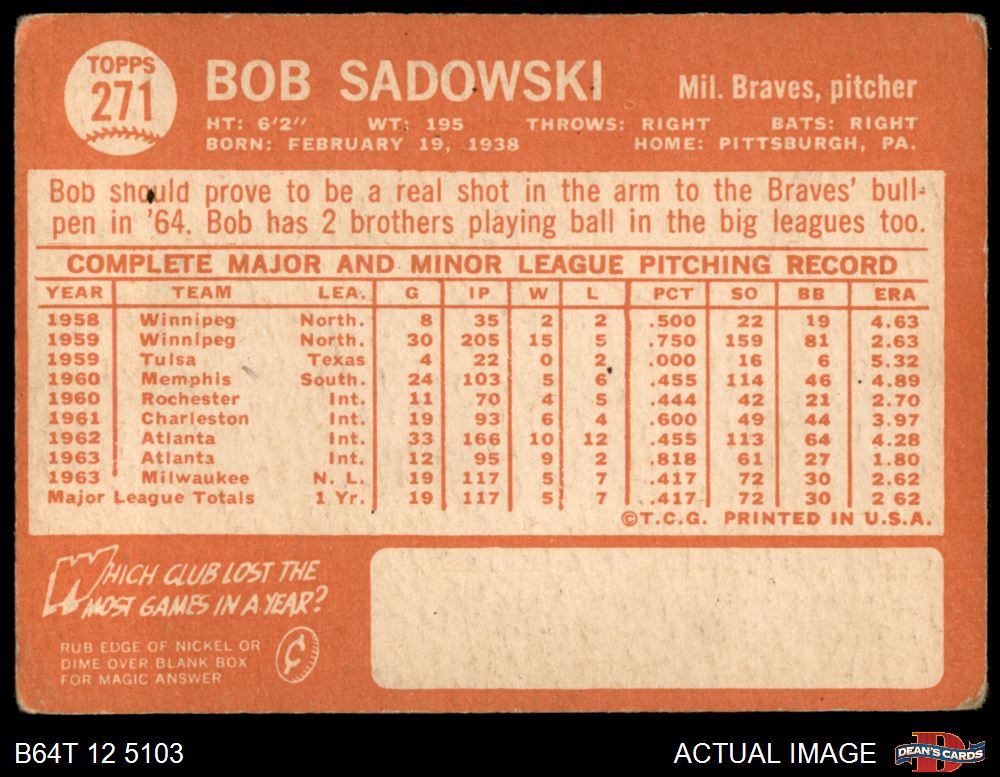 TOPPS
271
BOB SADOWSKI
Mil. Braves, pitcher
HT: 6'2" WT: 195 THROWS: RIGHT BATS: RIGHT
BORN: FEBRUARY 19, 1938 HOME: PITTSBURGH, PA.
Bob should prove to be a real shot in the arm to the Braves' bull-
pen in '64. Bob has 2 brothers playing ball in the big leagues too.
COMPLETE MAJOR AND MINOR LEAGUE PITCHING RECORD
YEAR TEAM LEA. G IP W L PCT SO BB ERA
1958 Winnipeg North. 8 35 2 2 .500 22 19 4.63
1959 Winnipeg North. 30 205 15 5 .750 159 81 2.63
1959 Tulsa Texas 4 22 0 2 .000 16 6 5.32
1960 Memphis South. 24 103 5 6 .455 114 46 4.89
1960 Rochester Int. 11 70 4 5 .444 42 21 2.70
1961 Charleston Int. 19 93 6 4 .600 49 44 3.97
1962 Atlanta Int. 33 166 10 12 .455 113 64 4.28
1963 Atlanta Int. 12 95 9 2 .818 61 27 1.80
1963 Milwaukee N. L. 19 117 5 7 .417 72 30 2.62
Major League Totals 1 Yr. 19 117 5 7 .417 72 30 2 62
©T.C.G. PRINTED IN U.S.A.
WHICH CLUB LOST THE
MOST GAMES IN A YEAR?
RUB EDGE OF NICKEL OR
DIME OVER BLANK BOX
FOR MAGIC ANSWER
¢
B64T 12 5103
ACTUAL IMAGE
D
DEAN'S CARDS